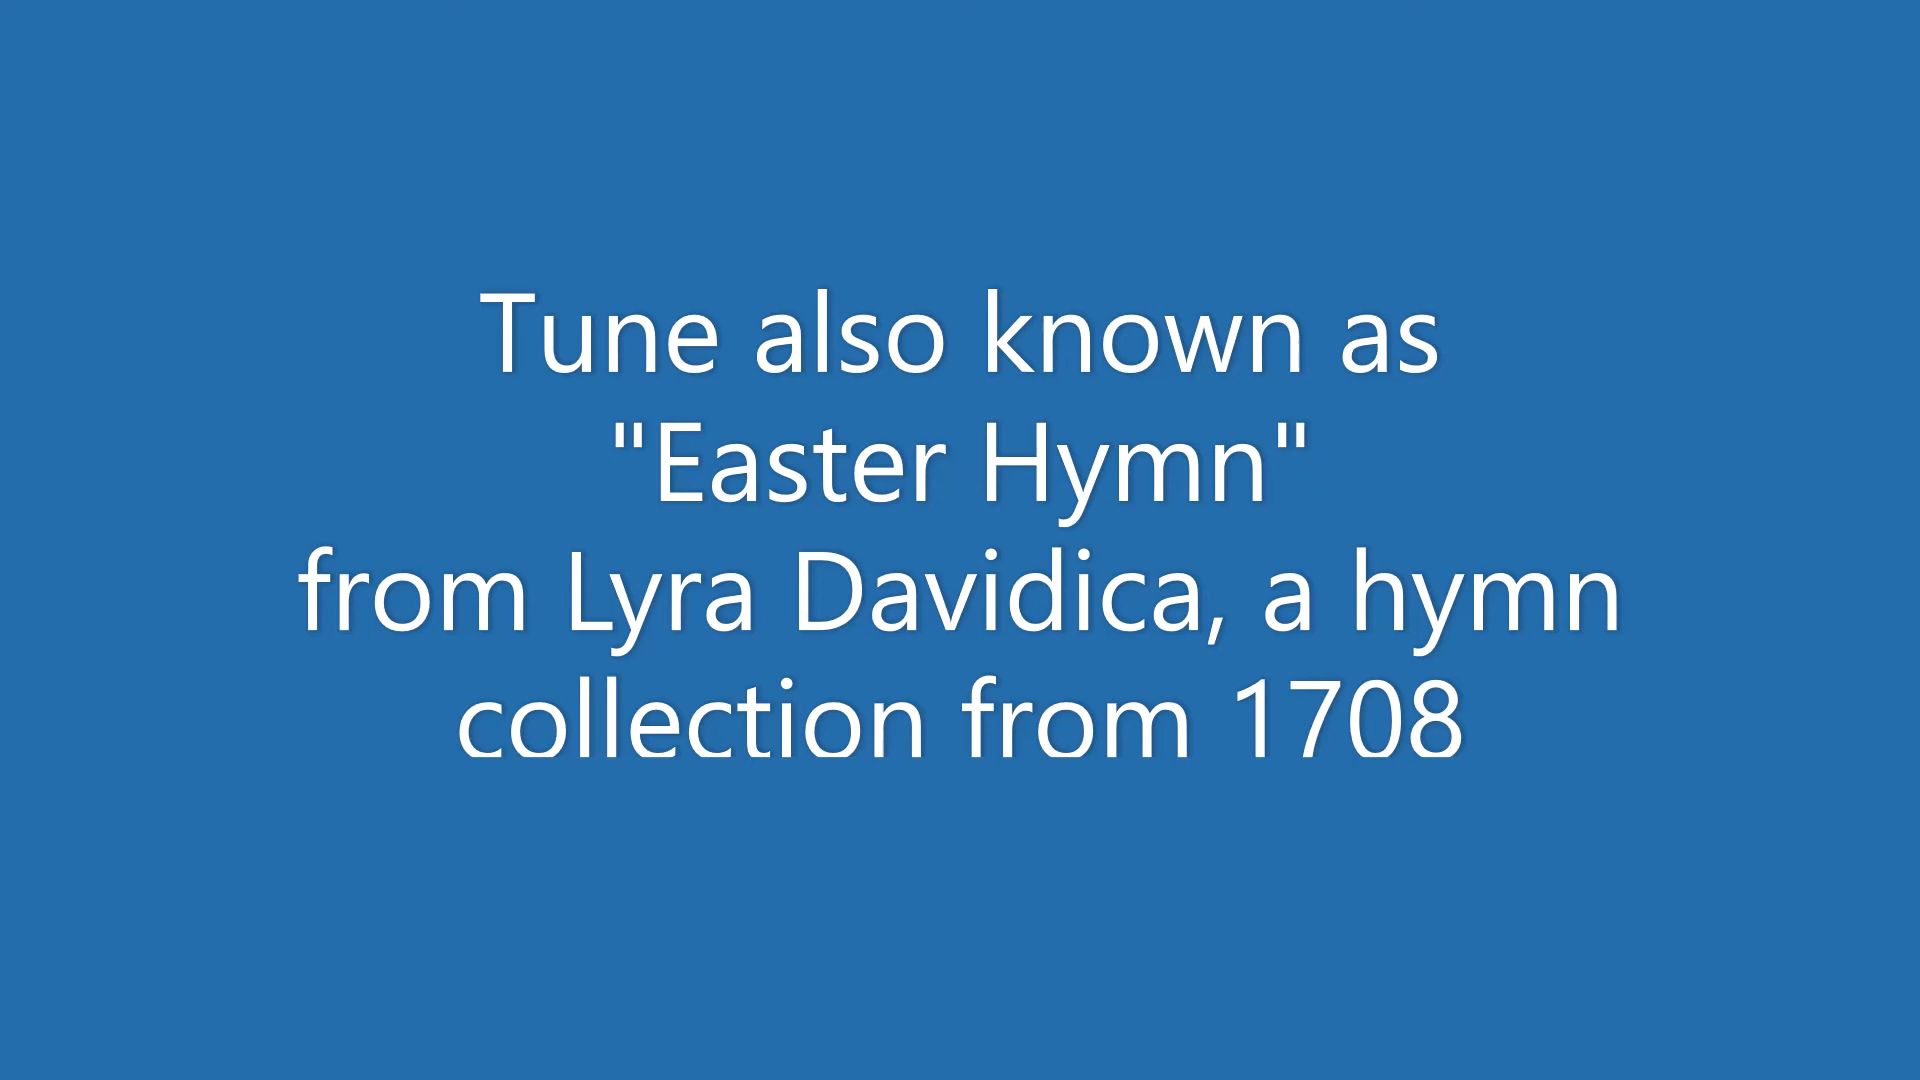 Tune also known as
"Easter Hymn"
from Lyra Davidica, a hymn
collection from 1708